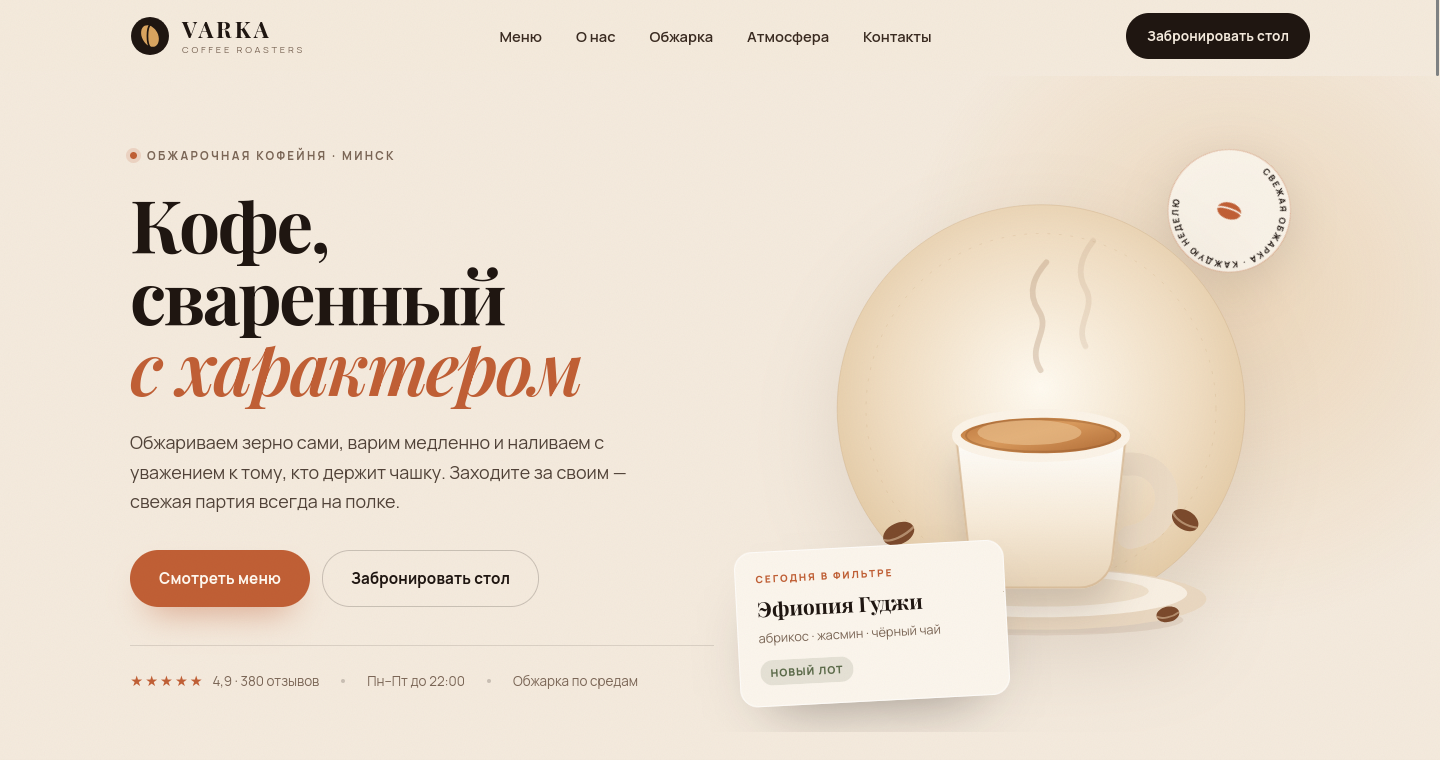 VARKA
COFFEE ROASTERS
Меню
О нас
Обжарка
Атмосфера
Контакты
Забронировать стол
ОБЖАРОЧНАЯ КОФЕЙНЯ · МИНСК
Кофе,
сваренный
с характером
Обжариваем зерно сами, варим медленно и наливаем с
уважением к тому, кто держит чашку. Заходите за своим —
свежая партия всегда на полке.
Смотреть меню
Забронировать стол
★★★★★ 4,9 · 380 отзывов
Пн–Пт до 22:00
Обжарка по средам
СВЕЖАЯ ОБЖАРКА · КАЖДУЮ НЕДЕЛЮ
СЕГОДНЯ В ФИЛЬТРЕ
Эфиопия Гуджи
абрикос · жасмин · чёрный чай
НОВЫЙ ЛОТ